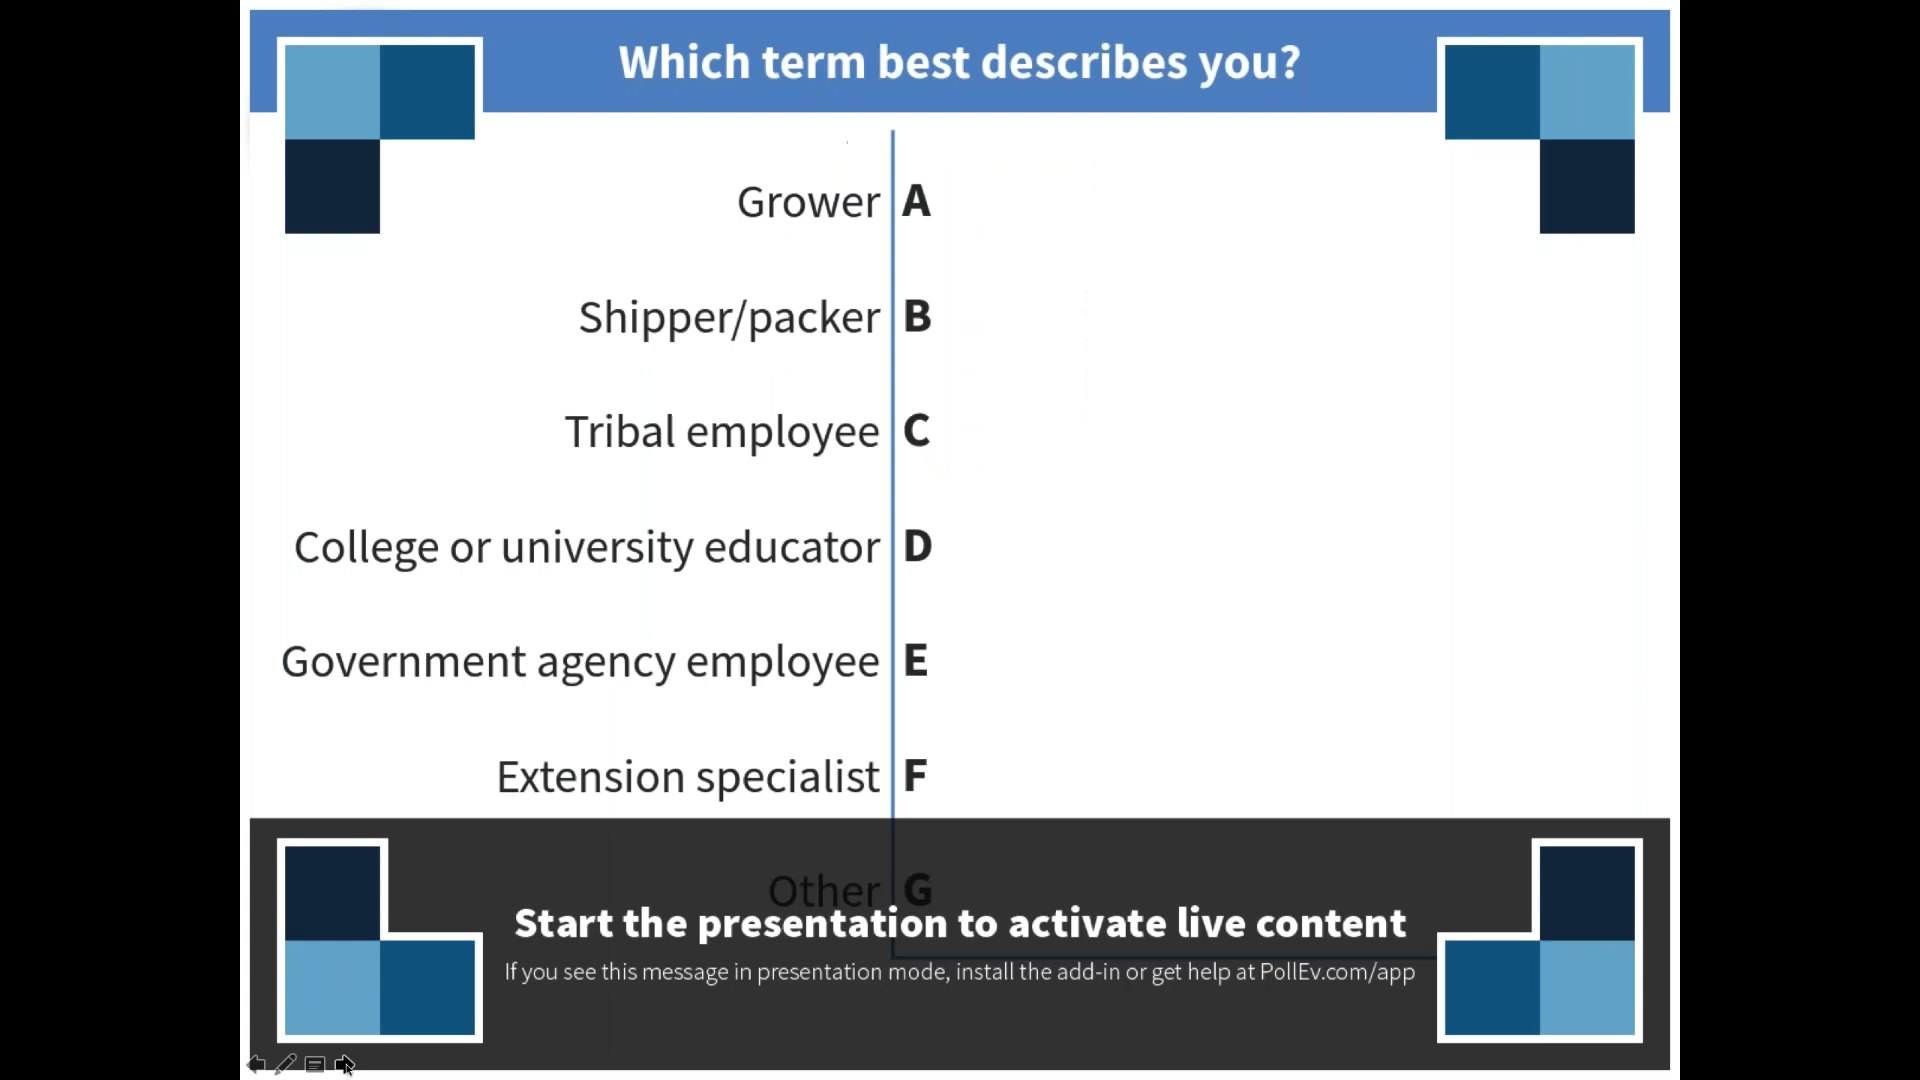 Which term best describes you?
Grower A
Shipper/packer B
Tribal employee C
College or university educator D
Government agency employee E
Extension specialist F
Other G
Start the presentation to activate live content
If you see this message in presentation mode, install the add-in or get help at PollEv.com/app